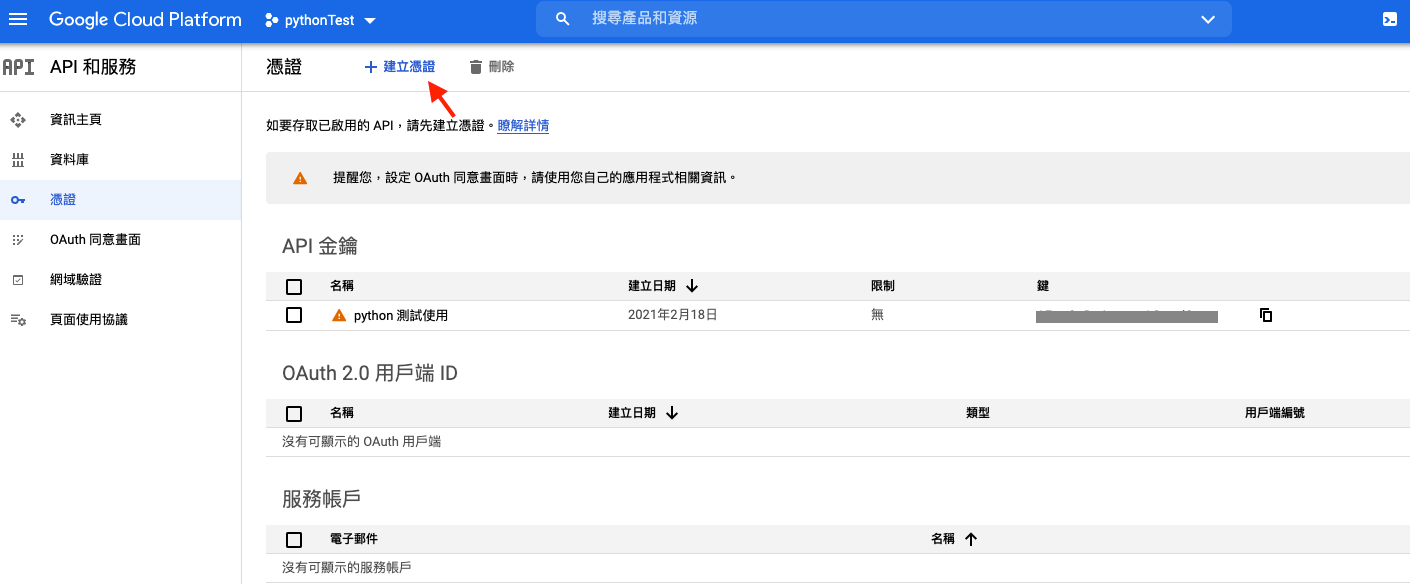 Google Cloud Platform pythonTest 搜尋產品和資源
API API 和服務 憑證 建立憑證 刪除
資訊主頁
資料庫
憑證
OAuth 同意畫面
網域驗證
頁面使用協議
如要存取已啟用的 API，請先建立憑證。瞭解詳情
提醒您，設定 OAuth 同意畫面時，請使用您自己的應用程式相關資訊。
API 金鑰
名稱 建立日期 限制 鍵
python 測試使用 2021年2月18日 無
OAuth 2.0 用戶端 ID
名稱 建立日期 類型 用戶端編號
沒有可顯示的 OAuth 用戶端
服務帳戶
電子郵件 名稱
沒有可顯示的服務帳戶